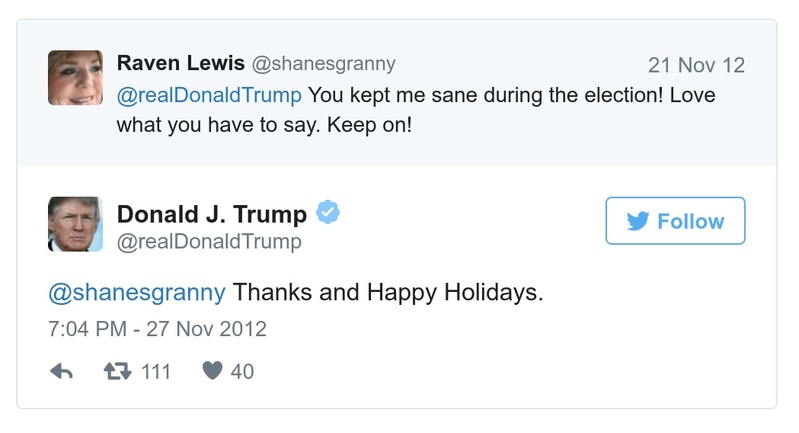 Raven Lewis @shanesgranny 21 Nov 12
@realDonaldTrump You kept me sane during the election! Love
what you have to say. Keep on!
Donald J. Trump
Follow
@realDonaldTrump
@shanesgranny Thanks and Happy Holidays.
7:04 PM - 27 Nov 2012
111 40